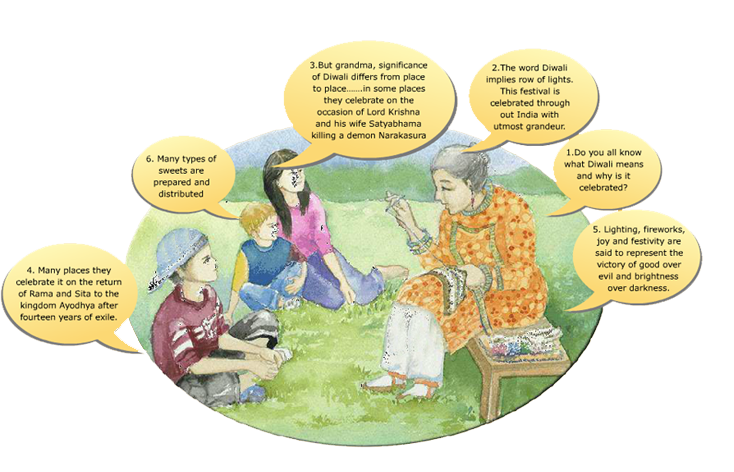 1.Do you all know
what Diwali means
and why is it
celebrated?
2.The word Diwali
implies row of lights.
This festival is
celebrated through
out India with
utmost grandeur.
3.But grandma, significance
of Diwali differs from place
to place.......in some places
they celebrate on the
occasion of Lord Krishna
and his wife Satyabhama
killing a demon Narakasura
4. Many places they
celebrate it on the return
of Rama and Sita to the
kingdom Ayodhya after
fourteen years of exile.
5. Lighting, fireworks,
joy and festivity are
said to represent the
victory of good over
evil and brightness
over darkness.
6. Many types of
sweets are
prepared and
distributed